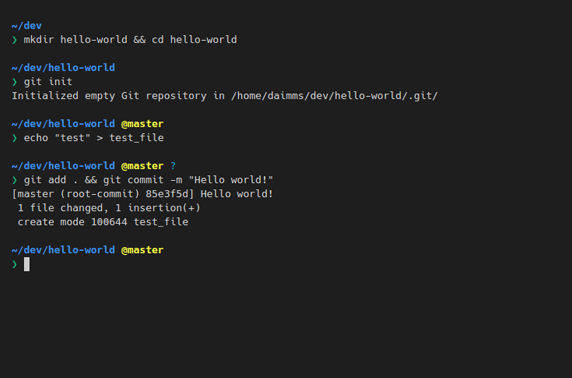 ~/dev
❯ mkdir hello-world && cd hello-world
~/dev/hello-world
❯ git init
Initialized empty Git repository in /home/daimms/dev/hello-world/.git/
~/dev/hello-world @master
❯ echo "test" > test_file
~/dev/hello-world @master ?
❯ git add . && git commit -m "Hello world!"
[master (root-commit) 85e3f5d] Hello world!
 1 file changed, 1 insertion(+)
 create mode 100644 test_file
~/dev/hello-world @master
❯